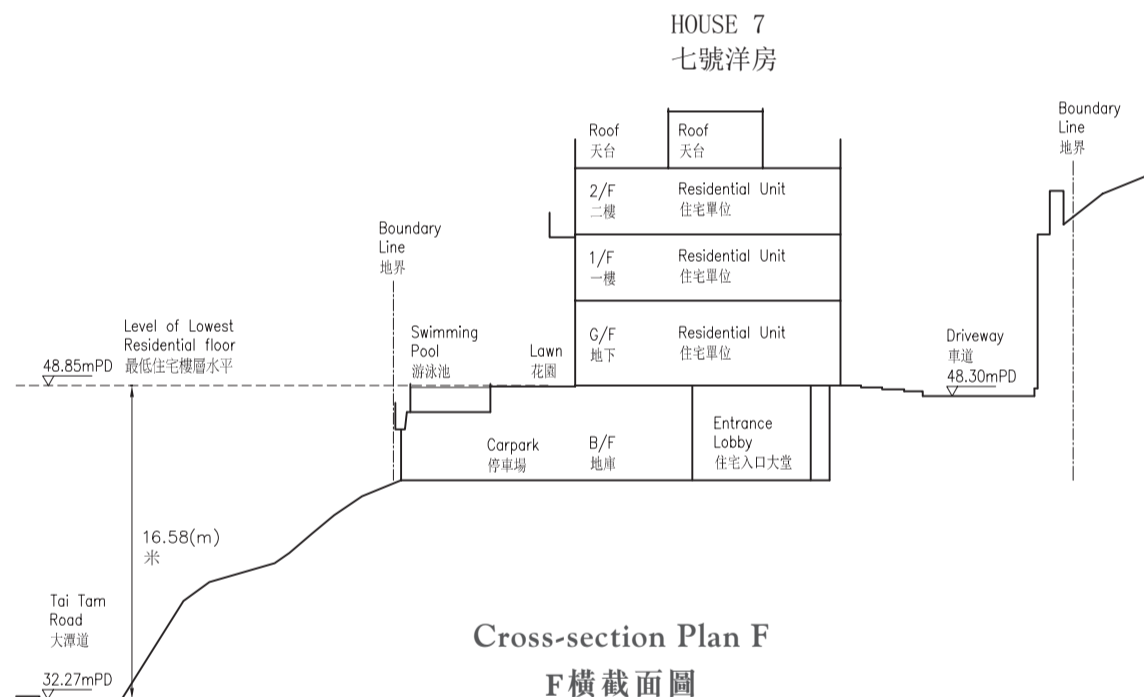 HOUSE 7
七號洋房
Boundary
Line
地界
Roof
天台
Roof
天台
2/F
二樓
Residential Unit
住宅單位
Boundary
Line
地界
1/F
一樓
Residential Unit
住宅單位
Level of Lowest
Residential floor
最低住宅樓層水平
48.85mPD
Swimming
Pool
游泳池
Lawn
花園
G/F
地下
Residential Unit
住宅單位
Driveway
車道
48.30mPD
Carpark
停車場
B/F
地庫
Entrance
Lobby
住宅入口大堂
16.58(m)
米
Tai Tam
Road
大潭道
32.27mPD
Cross-section Plan F
F橫截面圖